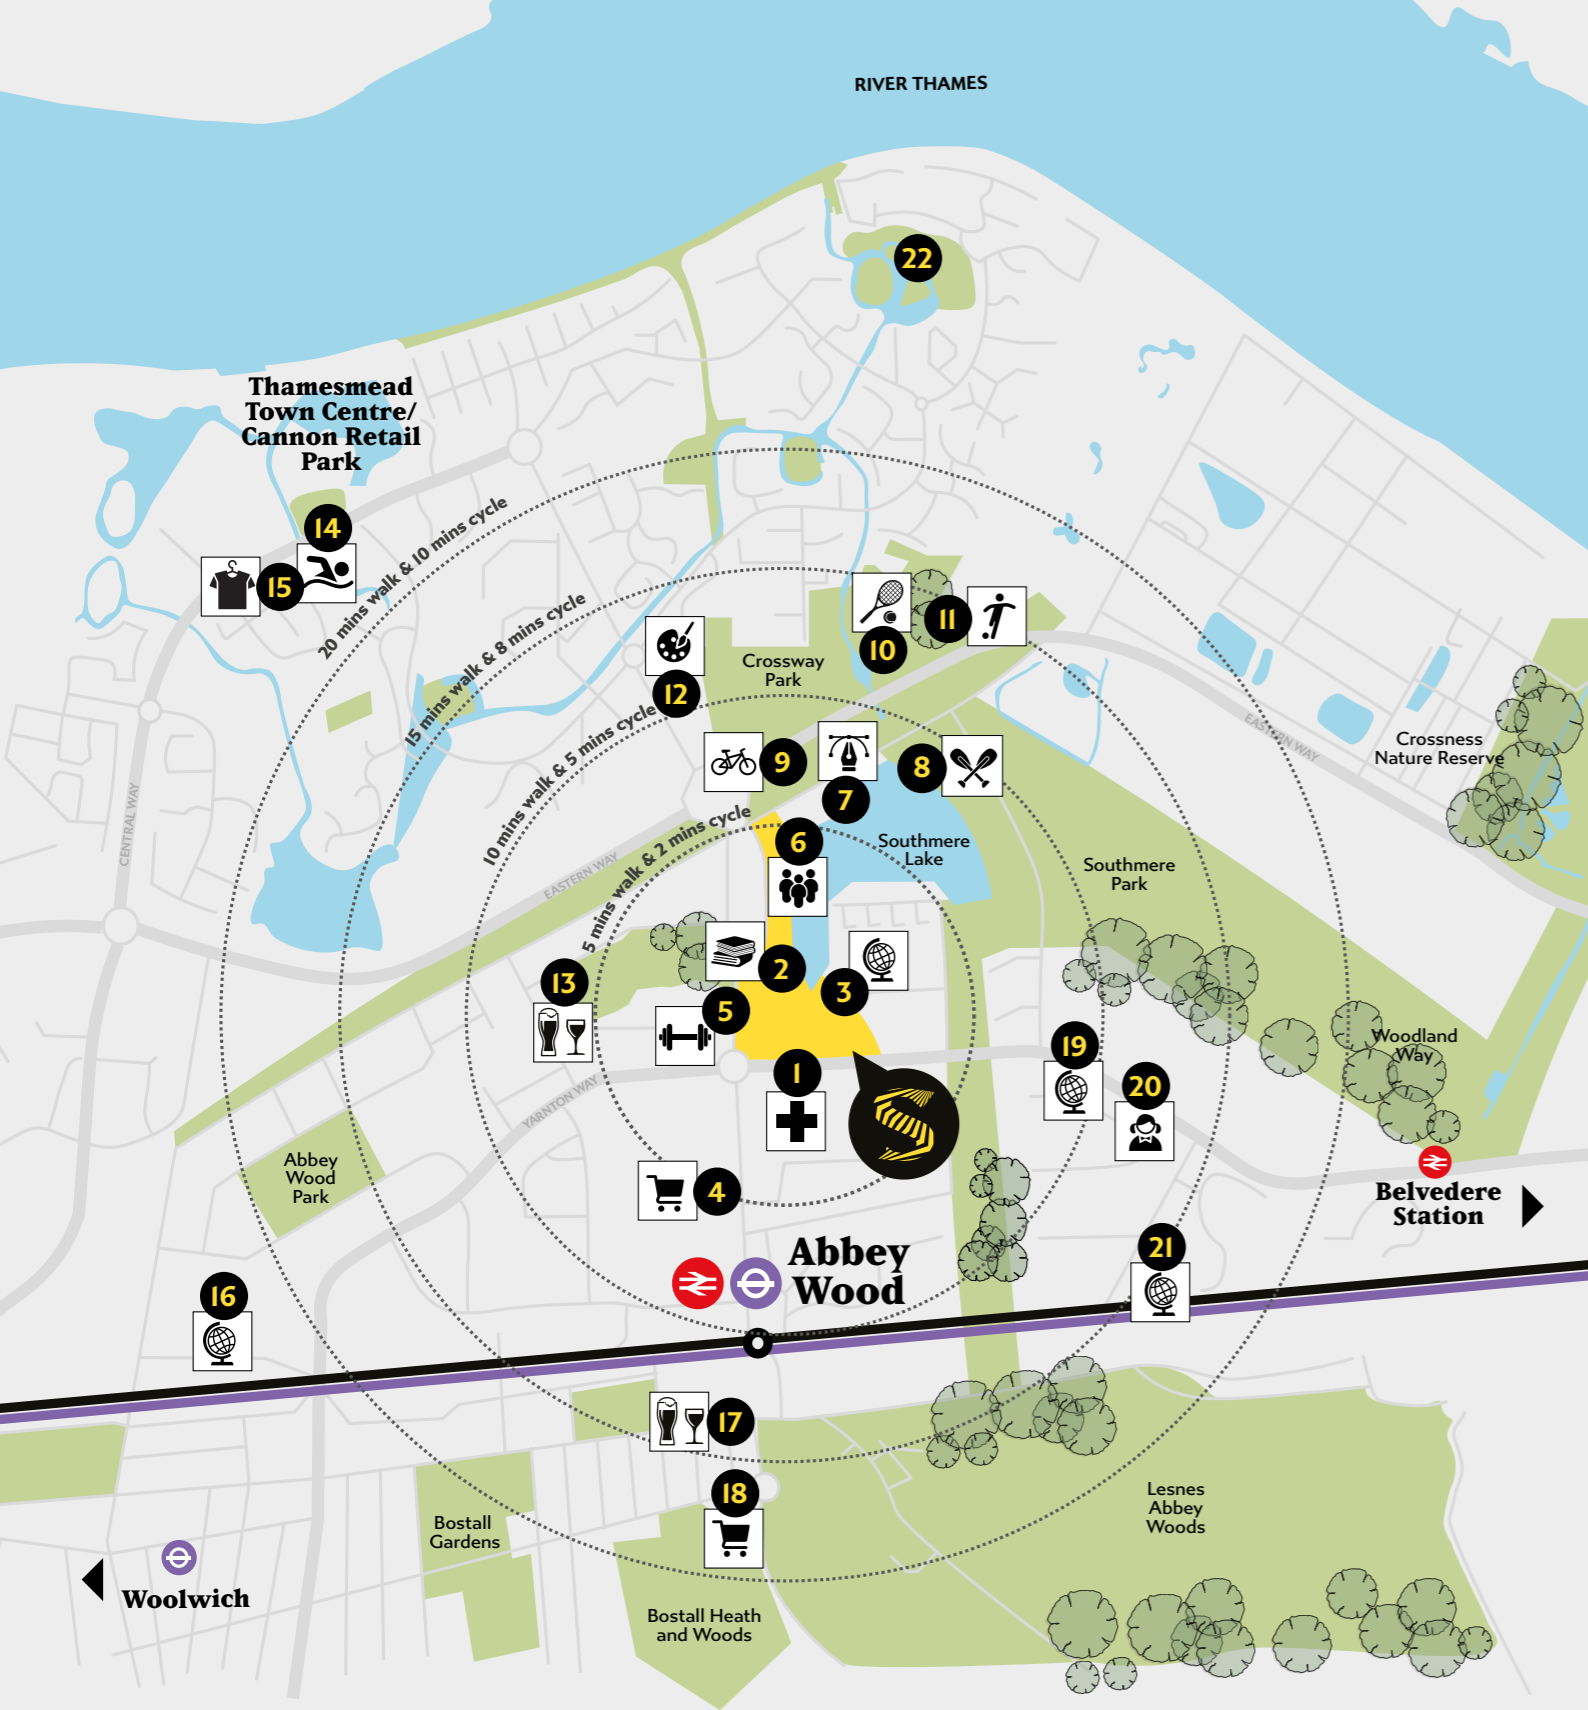 RIVER THAMES
22
Thamesmead
Town Centre/
Cannon Retail
Park
14
15
20 mins walk & 10 mins cycle
15 mins walk & 8 mins cycle
10 mins walk & 5 mins cycle
5 mins walk & 2 mins cycle
11
10
12
Crossway
Park
9
7
8
EASTERN WAY
Crossness
Nature Reserve
CENTRAL WAY
EASTERN WAY
6
Southmere
Lake
Southmere
Park
2
3
13
5
1
19
20
Woodland
Way
YARNTON WAY
S
Abbey
Wood
Park
4
Belvedere
Station
Abbey
Wood
21
16
17
18
Lesnes
Abbey
Woods
Bostall
Gardens
Woolwich
Bostall Heath
and Woods